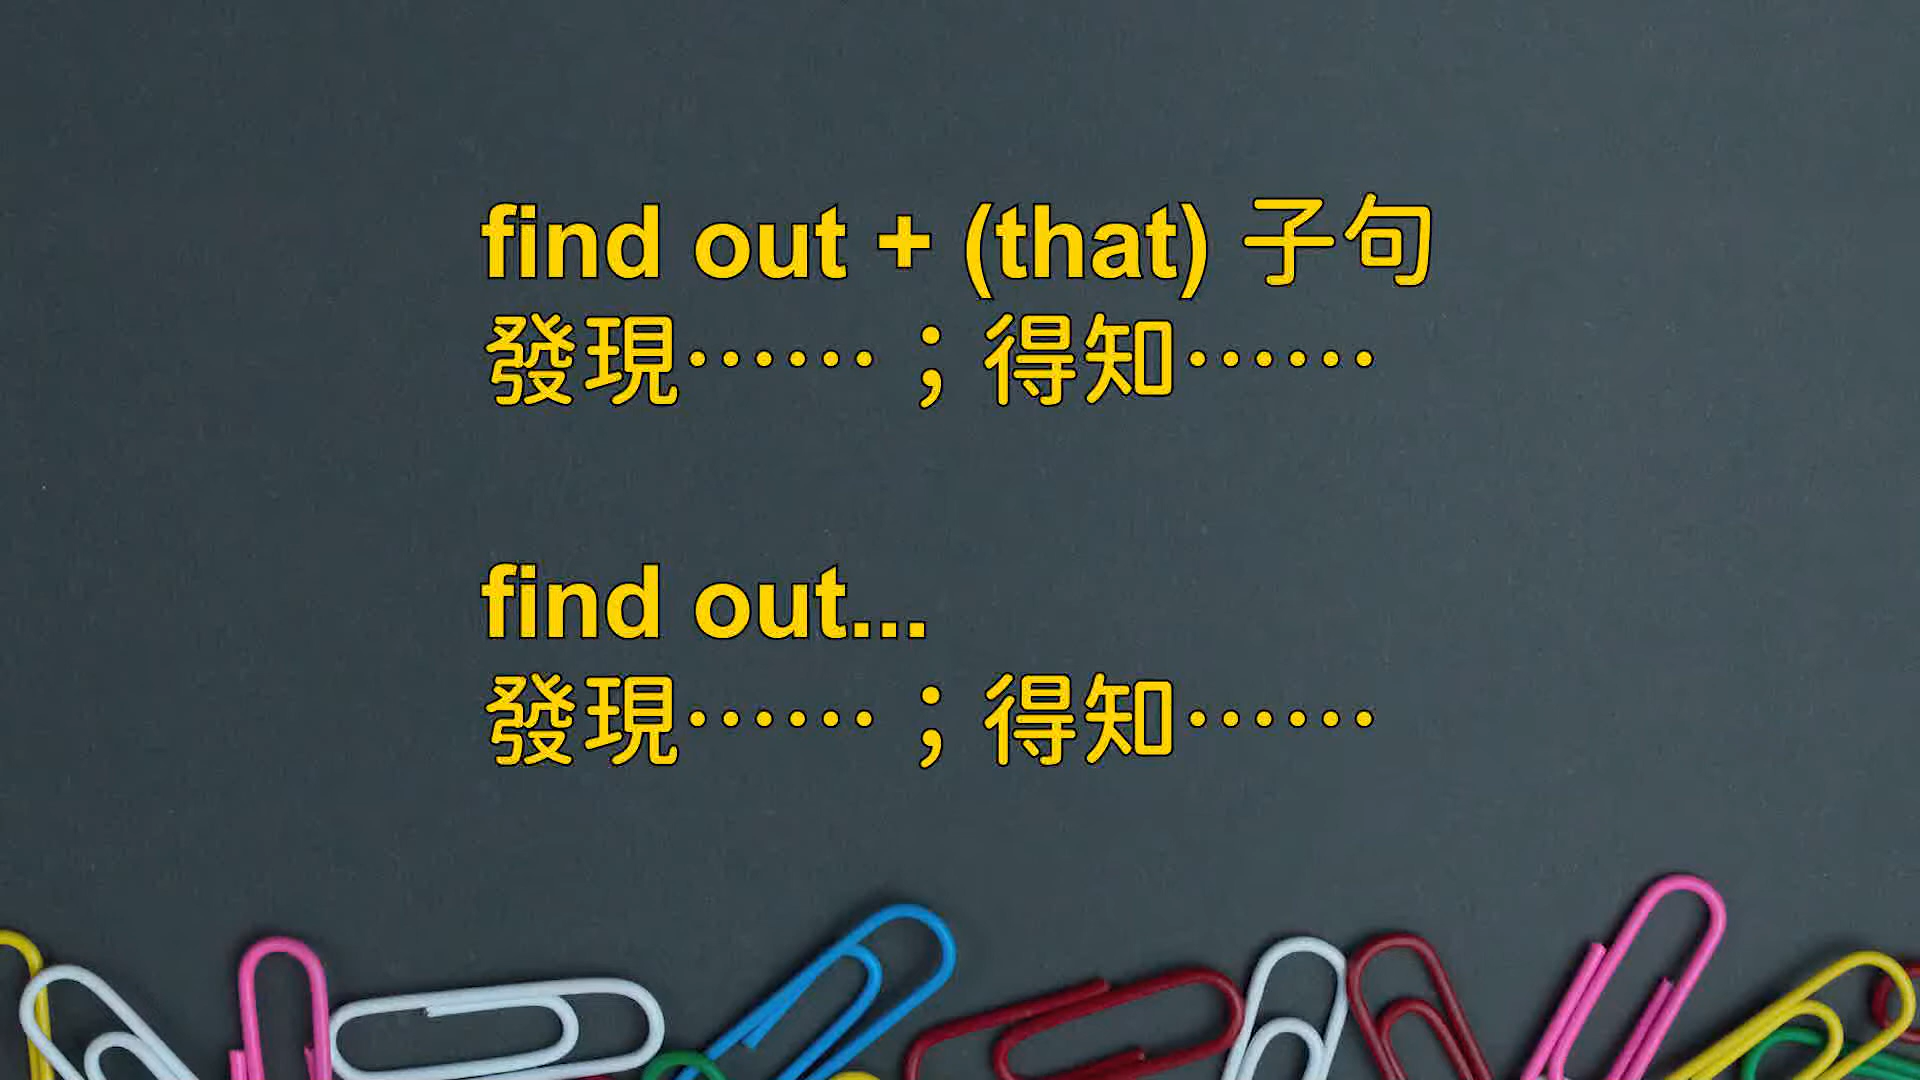 find out + (that) 子句
發現……；得知……
find out...
發現……；得知……